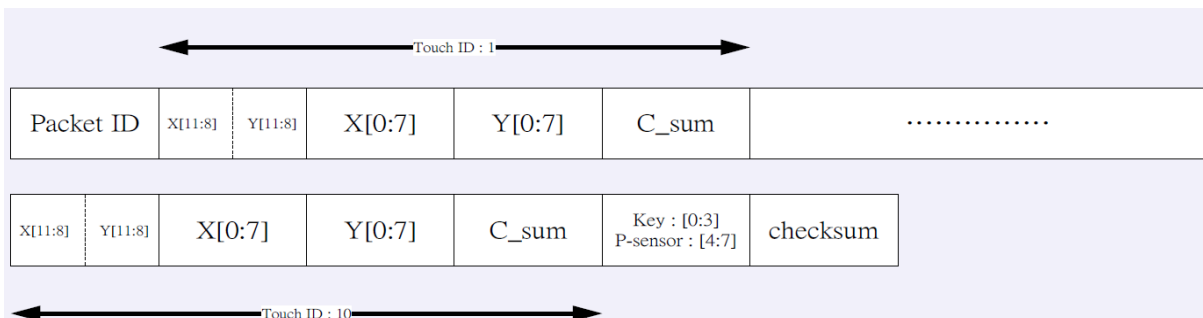 Touch ID : 1
Packet ID X[11:8] Y[11:8] X[0:7] Y[0:7] C_sum ...............
X[11:8] Y[11:8] X[0:7] Y[0:7] C_sum Key : [0:3] checksum
P-sensor : [4:7]
Touch ID : 10